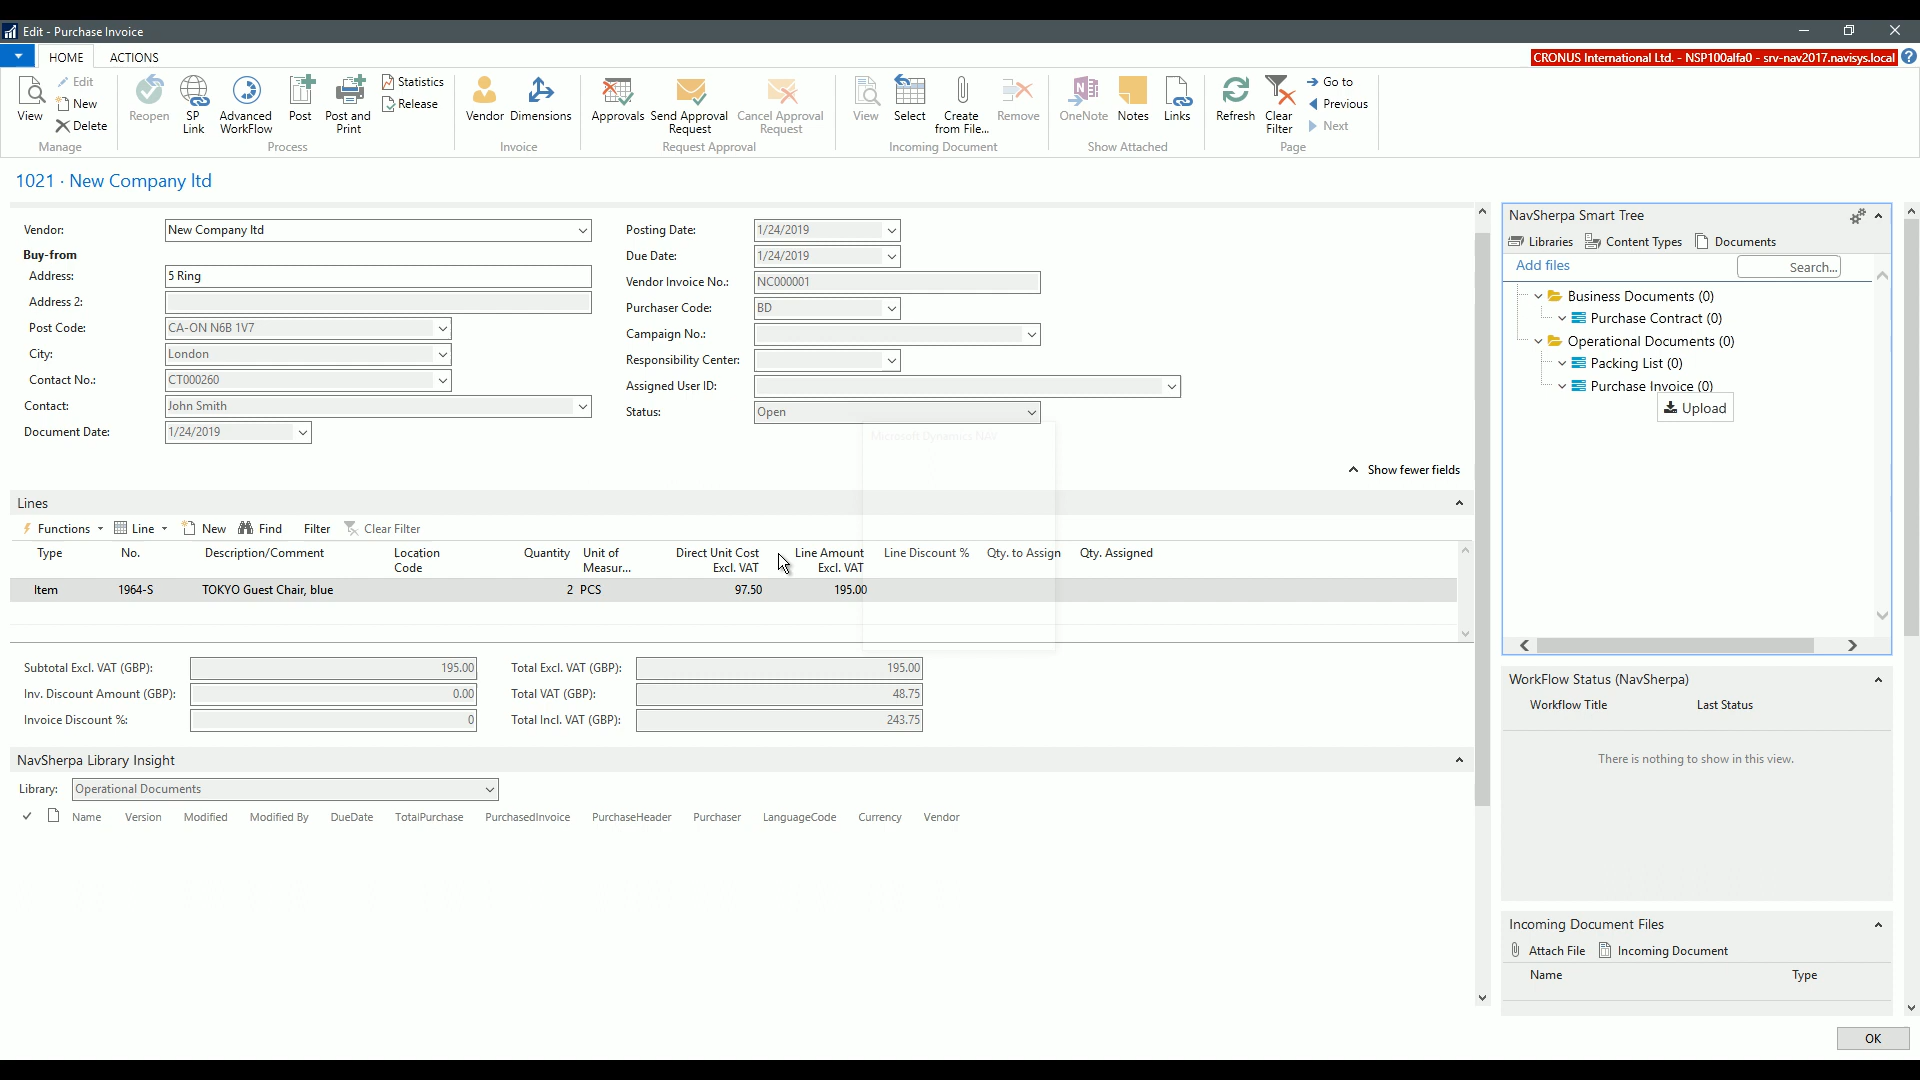 Edit - Purchase Invoice
HOME ACTIONS
CRONUS International Ltd. - NSP100alfa0 - srv-nav2017.navisys.local
View
Edit
New
Delete
Manage
Reopen
SP Link
Advanced WorkFlow
Post
Post and Print
Statistics
Release
Process
Vendor
Dimensions
Invoice
Approvals
Send Approval Request
Cancel Approval Request
Request Approval
View
Select
Create from File...
Remove
Incoming Document
OneNote
Notes
Links
Show Attached
Refresh
Clear Filter
Go to
Previous
Next
Page
1021 · New Company ltd
Vendor: New Company ltd
Buy-from
Address: 5 Ring
Address 2:
Post Code: CA-ON N6B 1V7
City: London
Contact No.: CT000260
Contact: John Smith
Document Date: 1/24/2019
Posting Date: 1/24/2019
Due Date: 1/24/2019
Vendor Invoice No.: NC000001
Purchaser Code: BD
Campaign No.:
Responsibility Center:
Assigned User ID:
Status: Open
Microsoft Dynamics NAV
Show fewer fields
Lines
Functions Line New Find Filter Clear Filter
Type No. Description/Comment Location Code Quantity Unit of Measur... Direct Unit Cost Excl. VAT Line Amount Excl. VAT Line Discount % Qty. to Assign Qty. Assigned
Item 1964-S TOKYO Guest Chair, blue 2 PCS 97.50 195.00
Subtotal Excl. VAT (GBP): 195.00 Total Excl. VAT (GBP): 195.00
Inv. Discount Amount (GBP): 0.00 Total VAT (GBP): 48.75
Invoice Discount %: 0 Total Incl. VAT (GBP): 243.75
NavSherpa Library Insight
Library: Operational Documents
Name Version Modified Modified By DueDate TotalPurchase PurchasedInvoice PurchaseHeader Purchaser LanguageCode Currency Vendor
NavSherpa Smart Tree
Libraries Content Types Documents
Add files Search...
Business Documents (0)
Purchase Contract (0)
Operational Documents (0)
Packing List (0)
Purchase Invoice (0)
Upload
WorkFlow Status (NavSherpa)
Workflow Title Last Status
There is nothing to show in this view.
Incoming Document Files
Attach File Incoming Document
Name Type
OK